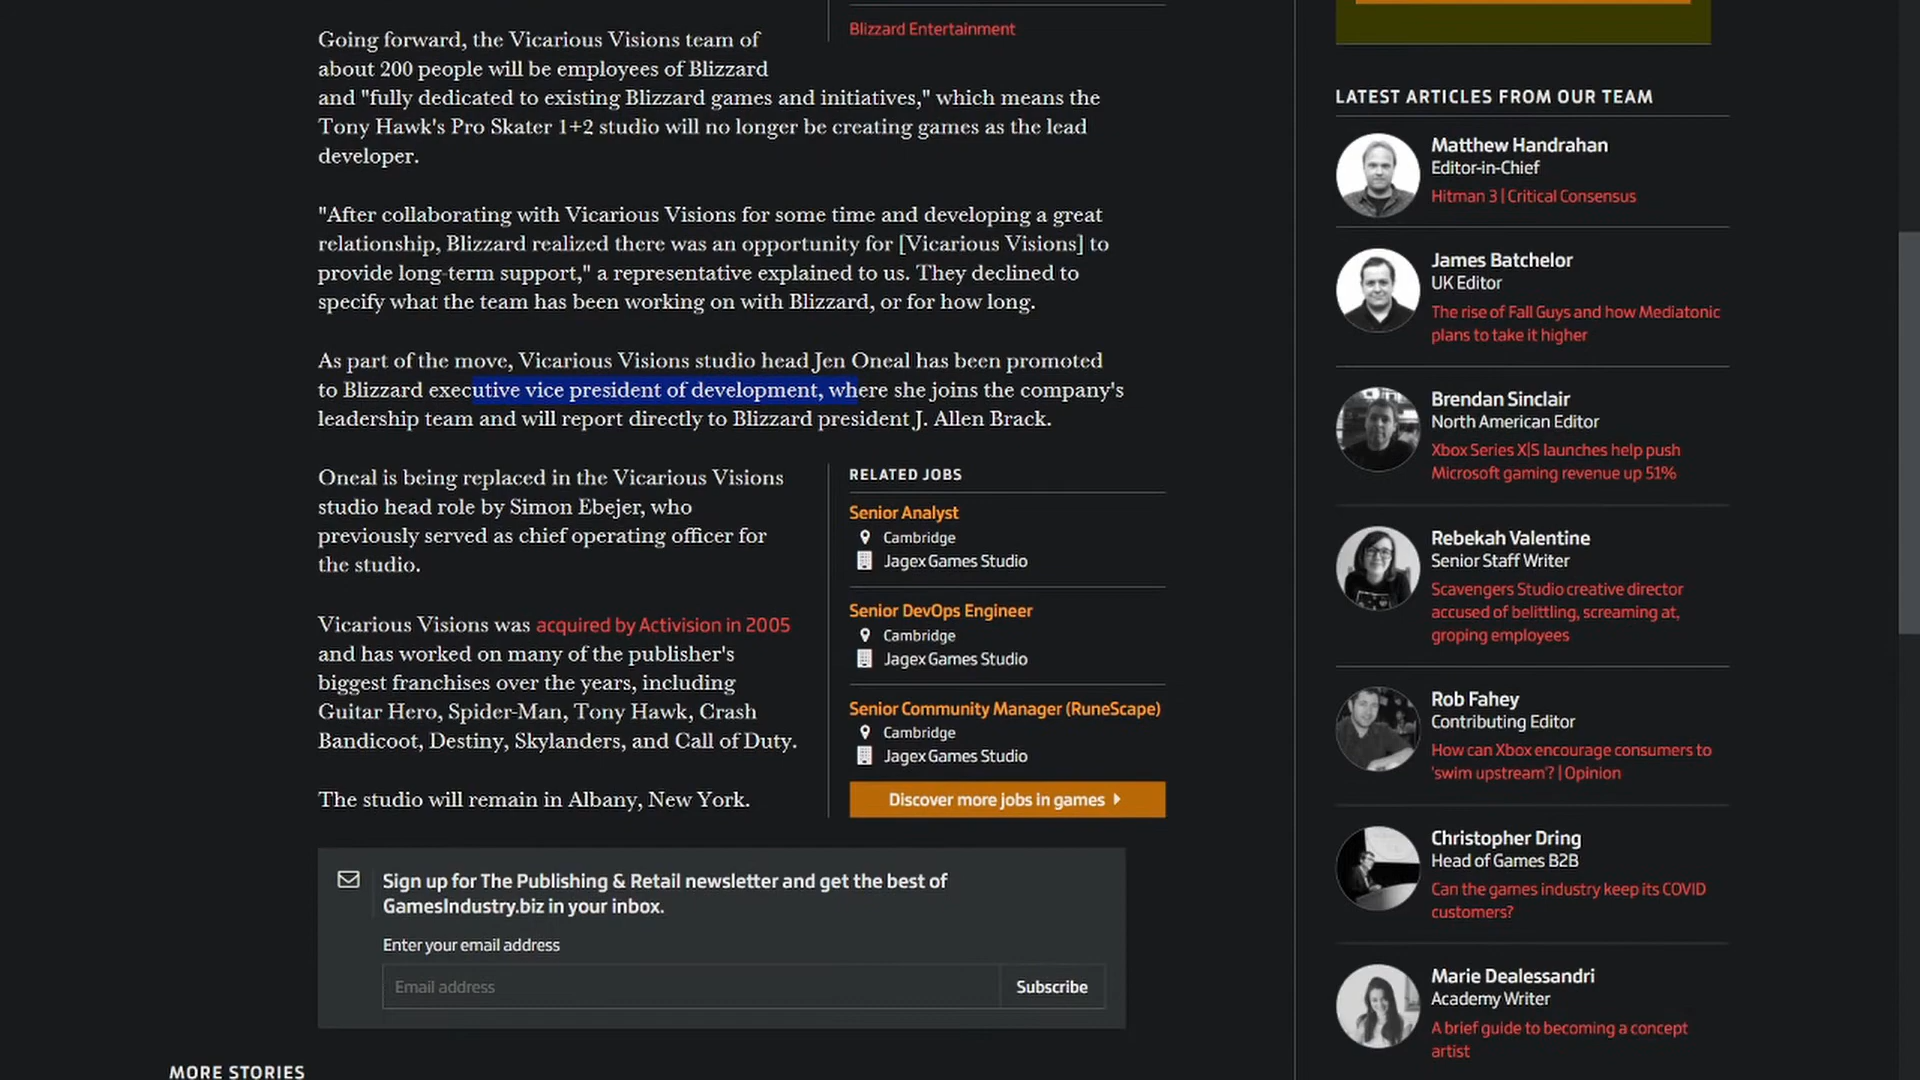 Going forward, the Vicarious Visions team of
about 200 people will be employees of Blizzard
and "fully dedicated to existing Blizzard games and initiatives," which means the
Tony Hawk's Pro Skater 1+2 studio will no longer be creating games as the lead
developer.
"After collaborating with Vicarious Visions for some time and developing a great
relationship, Blizzard realized there was an opportunity for [Vicarious Visions] to
provide long-term support," a representative explained to us. They declined to
specify what the team has been working on with Blizzard, or for how long.
As part of the move, Vicarious Visions studio head Jen Oneal has been promoted
to Blizzard executive vice president of development, where she joins the company's
leadership team and will report directly to Blizzard president J. Allen Brack.
Oneal is being replaced in the Vicarious Visions
studio head role by Simon Ebejer, who
previously served as chief operating officer for
the studio.
Vicarious Visions was acquired by Activision in 2005
and has worked on many of the publisher's
biggest franchises over the years, including
Guitar Hero, Spider-Man, Tony Hawk, Crash
Bandicoot, Destiny, Skylanders, and Call of Duty.
The studio will remain in Albany, New York.
Blizzard Entertainment
RELATED JOBS
Senior Analyst
Cambridge
Jagex Games Studio
Senior DevOps Engineer
Cambridge
Jagex Games Studio
Senior Community Manager (RuneScape)
Cambridge
Jagex Games Studio
Discover more jobs in games
Sign up for The Publishing & Retail newsletter and get the best of
GamesIndustry.biz in your inbox.
Enter your email address
Email address
Subscribe
MORE STORIES
LATEST ARTICLES FROM OUR TEAM
Matthew Handrahan
Editor-in-Chief
Hitman 3 | Critical Consensus
James Batchelor
UK Editor
The rise of Fall Guys and how Mediatonic
plans to take it higher
Brendan Sinclair
North American Editor
Xbox Series X|S launches help push
Microsoft gaming revenue up 51%
Rebekah Valentine
Senior Staff Writer
Scavengers Studio creative director
accused of belittling, screaming at,
groping employees
Rob Fahey
Contributing Editor
How can Xbox encourage consumers to
'swim upstream'? | Opinion
Christopher Dring
Head of Games B2B
Can the games industry keep its COVID
customers?
Marie Dealessandri
Academy Writer
A brief guide to becoming a concept
artist